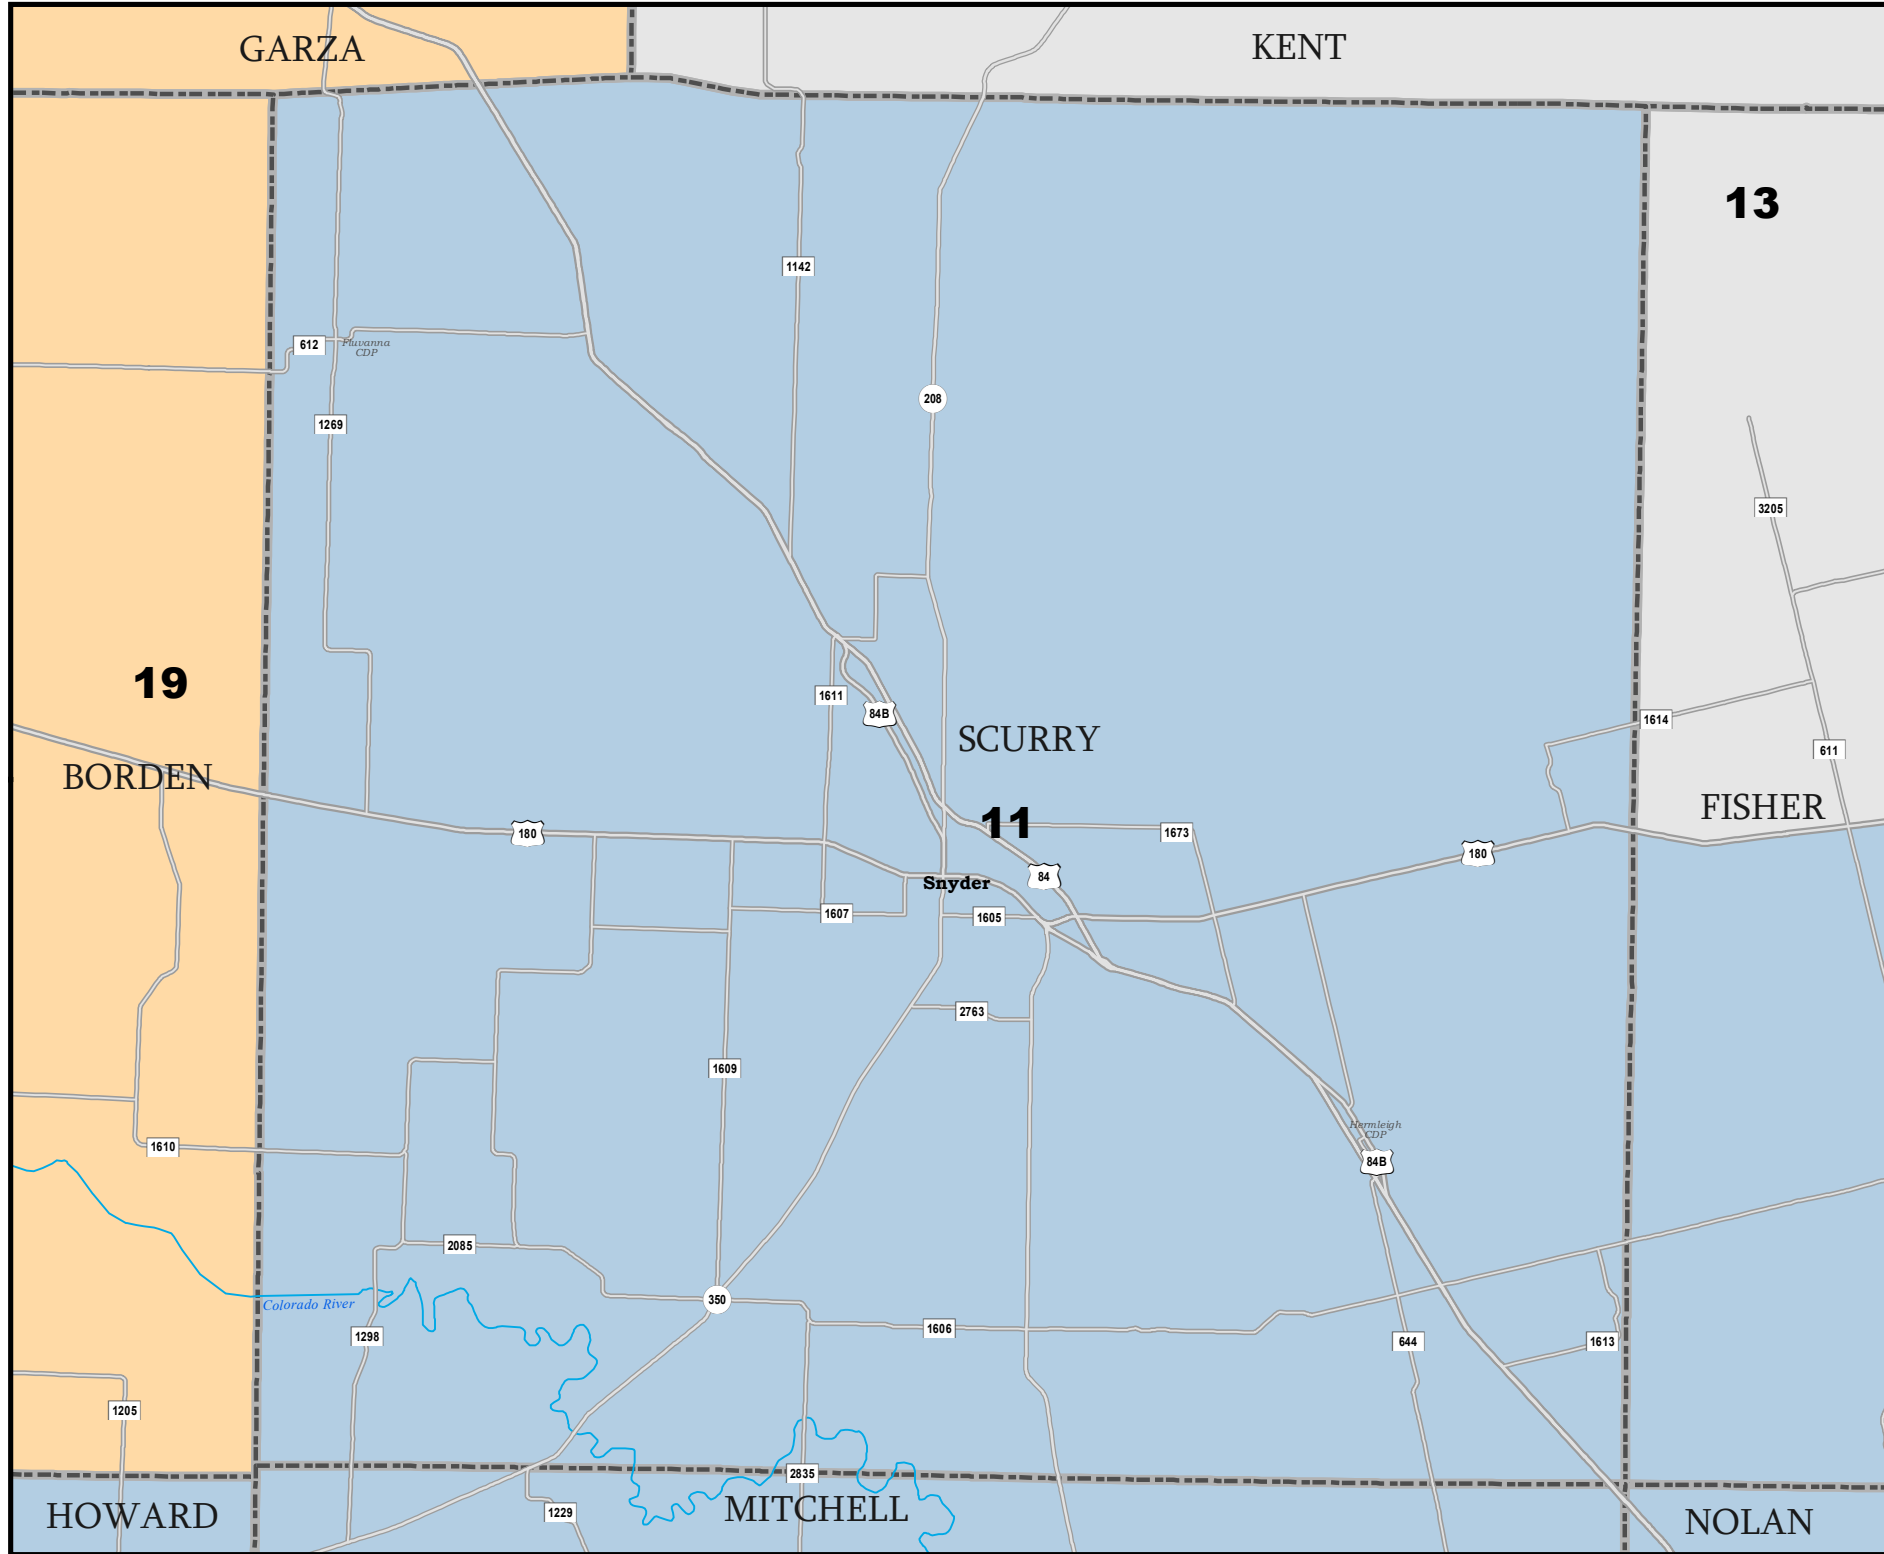 GARZA
KENT
13
1142
612
Fluvanna
CDP
208
1269
3205
19
1611
84B
SCURRY
1614
611
BORDEN
11
FISHER
180
1673
180
84
Snyder
1607
1605
2763
1609
Hermleigh
CDP
1610
84B
2085
350
Colorado River
1606
1298
644
1613
1205
2835
HOWARD
1229
MITCHELL
NOLAN